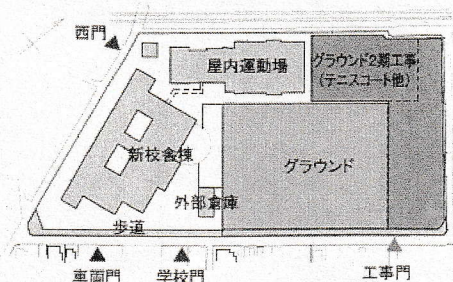 西門
屋内運動場
グラウンド2期工事
(テニスコート他)
新校舎棟
グラウンド
外部倉庫
歩道
車両門
学校門
工事門